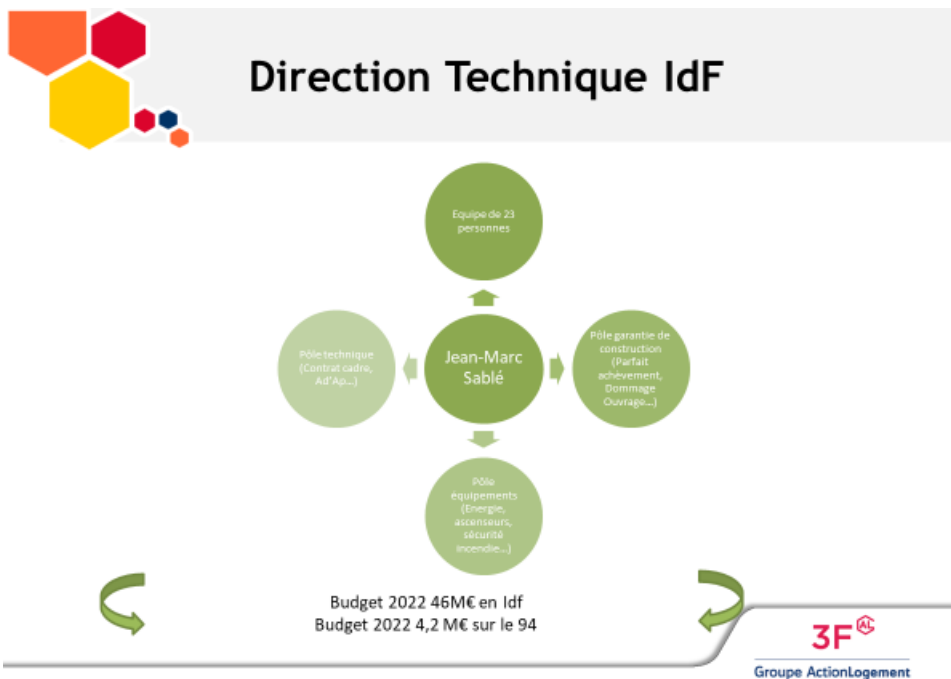 Direction Technique IdF
Equipe de 23
personnes
Pôle technique
(Contrat cadre,
Ad'Ap...)
Jean-Marc
Sablé
Pôle garantie de
construction
(Parfait
achèvement,
Dommage
Ouvrage...)
Pôle
équipements
(Energie,
ascenseurs,
sécurité
incendie...)
Budget 2022 46M€ en Idf
Budget 2022 4,2 M€ sur le 94
3F AL
Groupe ActionLogement